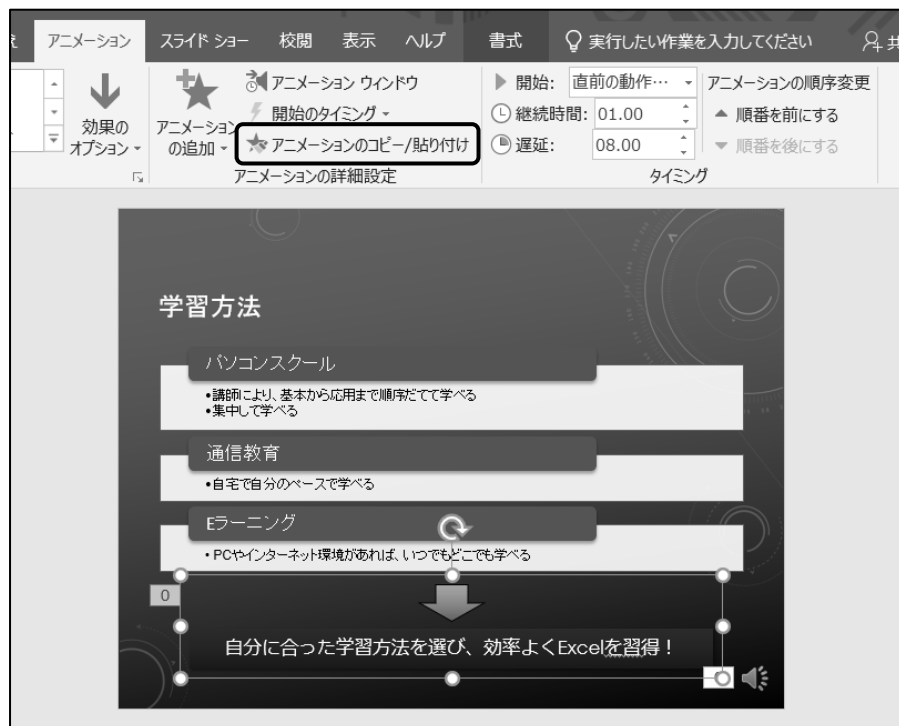 アニメーション スライド ショー 校閲 表示 ヘルプ 書式 実行したい作業を入力してください
効果の
オプション
アニメーション
の追加
アニメーション ウィンドウ
開始のタイミング
アニメーションのコピー/貼り付け
アニメーションの詳細設定
開始: 直前の動作…
継続時間: 01.00
遅延: 08.00
アニメーションの順序変更
順番を前にする
順番を後にする
タイミング
学習方法
パソコンスクール
•講師により、基本から応用まで順序だてて学べる
•集中して学べる
通信教育
•自宅で自分のペースで学べる
Eラーニング
•PCやインターネット環境があれば、いつでもどこでも学べる
0
自分に合った学習方法を選び、効率よくExcelを習得！